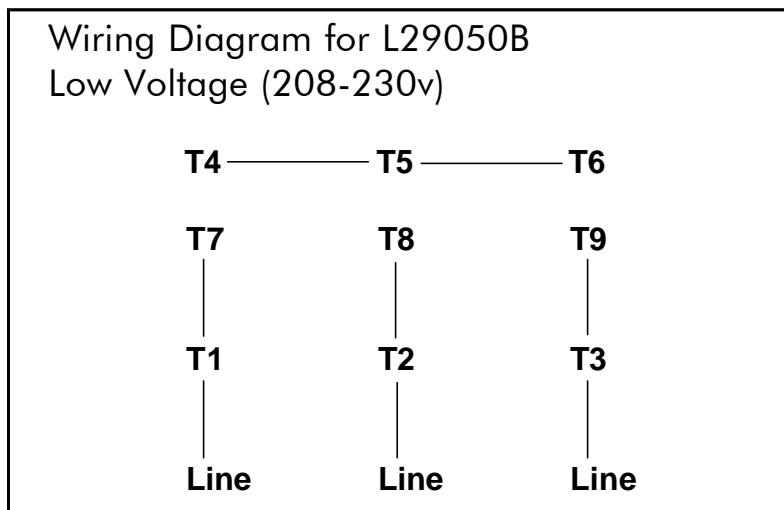 Wiring Diagram for L29050B
Low Voltage (208-230v)
T4 T5 T6
T7 T8 T9
T1 T2 T3
Line Line Line